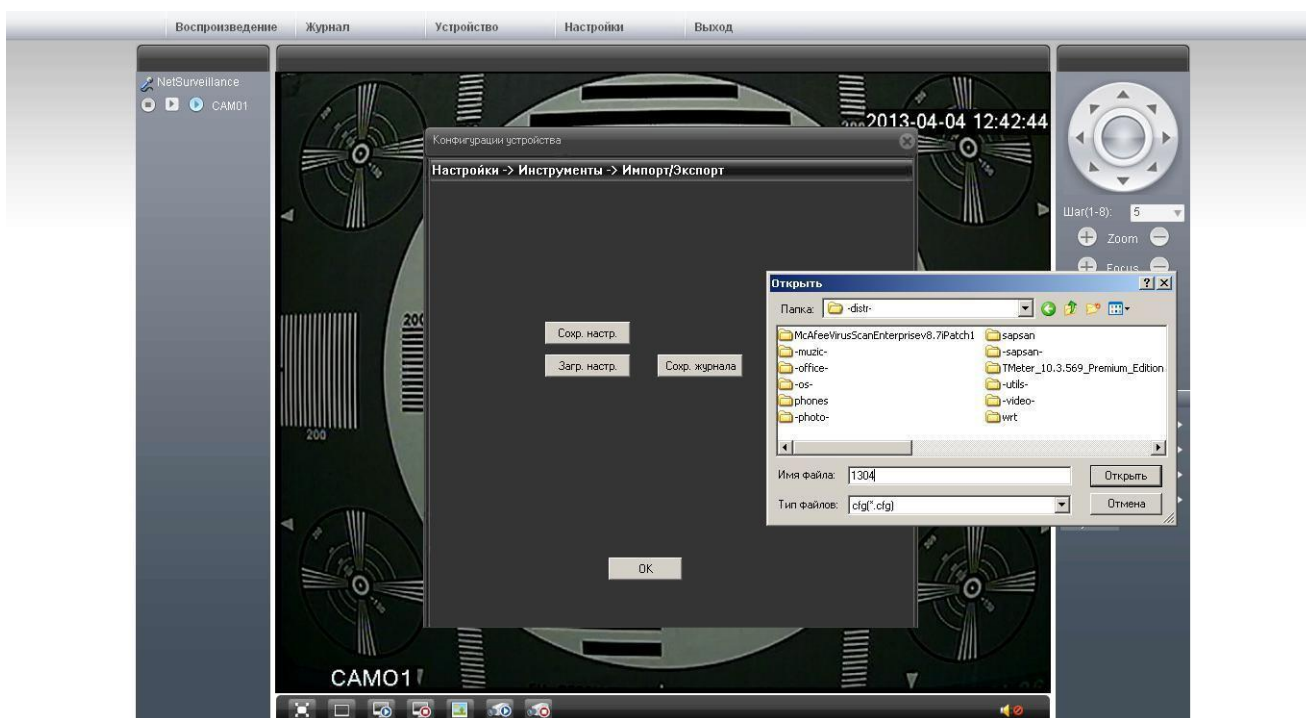 Воспроизведение Журнал Устройство Настройки Выход
NetSurveillance
CAM01
2013-04-04 12:42:44
200
Конфигурации устройства
Настройки -> Инструменты -> Импорт/Экспорт
Шаг(1-8): 5
Zoom
Focus
Открыть
Папка: -distr-
McAfeeVirusScanEnterprisev8.7iPatch1 sapsan
-muzic- -sapsan-
-office- TMeter_10.3.569_Premium_Edition
-os- -utils-
phones -video-
-photo- wrt
200
Сохр. настр.
Загр. настр. Сохр. журнала
200
Имя файла: 1304 Открыть
Тип файлов: cfg(*.cfg) Отмена
OK
CAM01